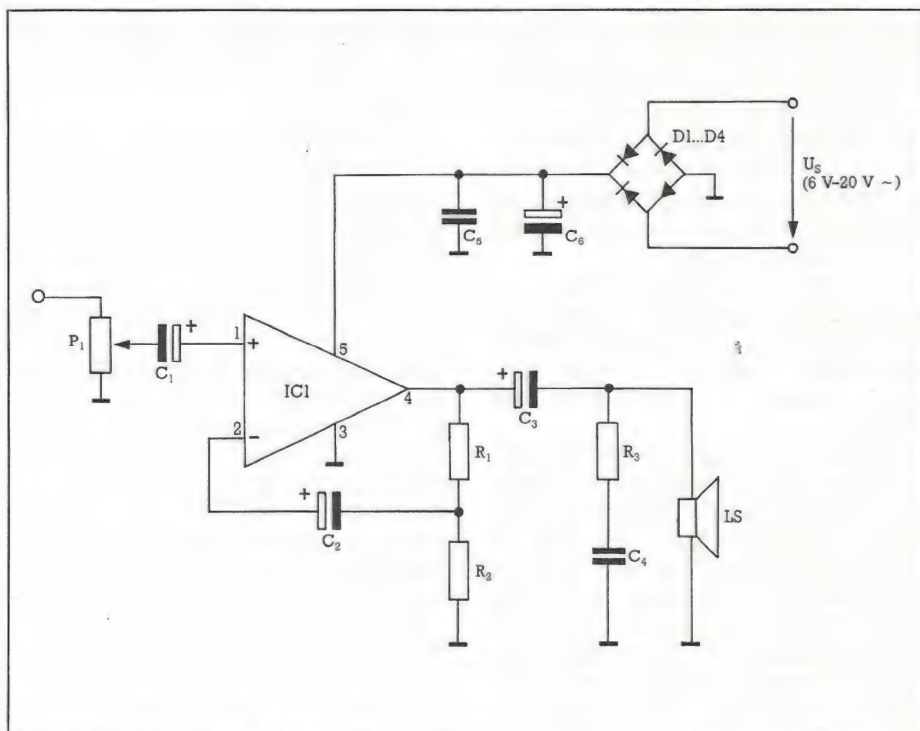 D1...D4
U_S
(6 V-20 V ~)
+
C₅
C₆
P₁
+
C₁
1
+
5
IC1
4
+
C₃
2
−
3
R₁
R₃
LS
+
C₂
R₂
C₄